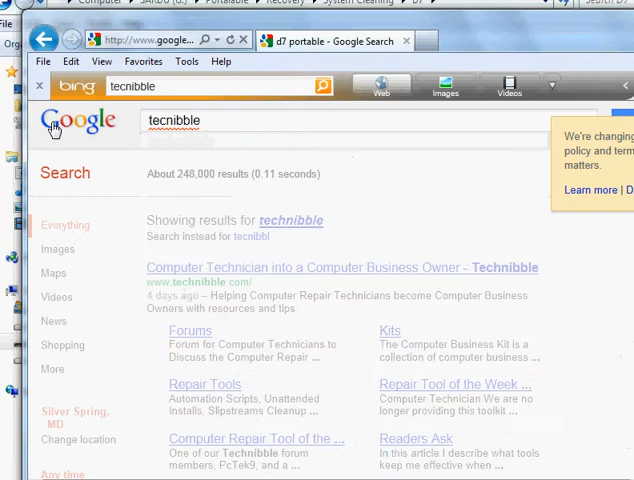 Computer SARDU (G:) Portable Recovery System Cleaning D7
File
Orga
http://www.google...
d7 portable - Google Search
File Edit View Favorites Tools Help
bing tecnibble Web Images Videos
Google tecnibble
We're changing
policy and term
matters.
Learn more | D
Search About 248,000 results (0.11 seconds)
Everything
Images
Maps
Videos
News
Shopping
More
Silver Spring,
MD
Change location
Any time
Showing results for technibble
Search instead for tecnibbl
Computer Technician into a Computer Business Owner - Technibble
www.technibble.com/
4 days ago – Helping Computer Repair Technicians become Computer Business
Owners with resources and tips.
Forums
Forum for Computer Technicians to
Discuss the Computer Repair ...
Kits
The Computer Business Kit is a
collection of computer business ...
Repair Tools
Automation Scripts, Unattended
Installs, Slipstreams Cleanup ...
Repair Tool of the Week ...
Computer Technician We are no
longer providing this toolkit ...
Computer Repair Tool of the ...
One of our Technibble forum
members, PcTek9, and a ...
Readers Ask
In this article I describe what tools
keep me effective when ...